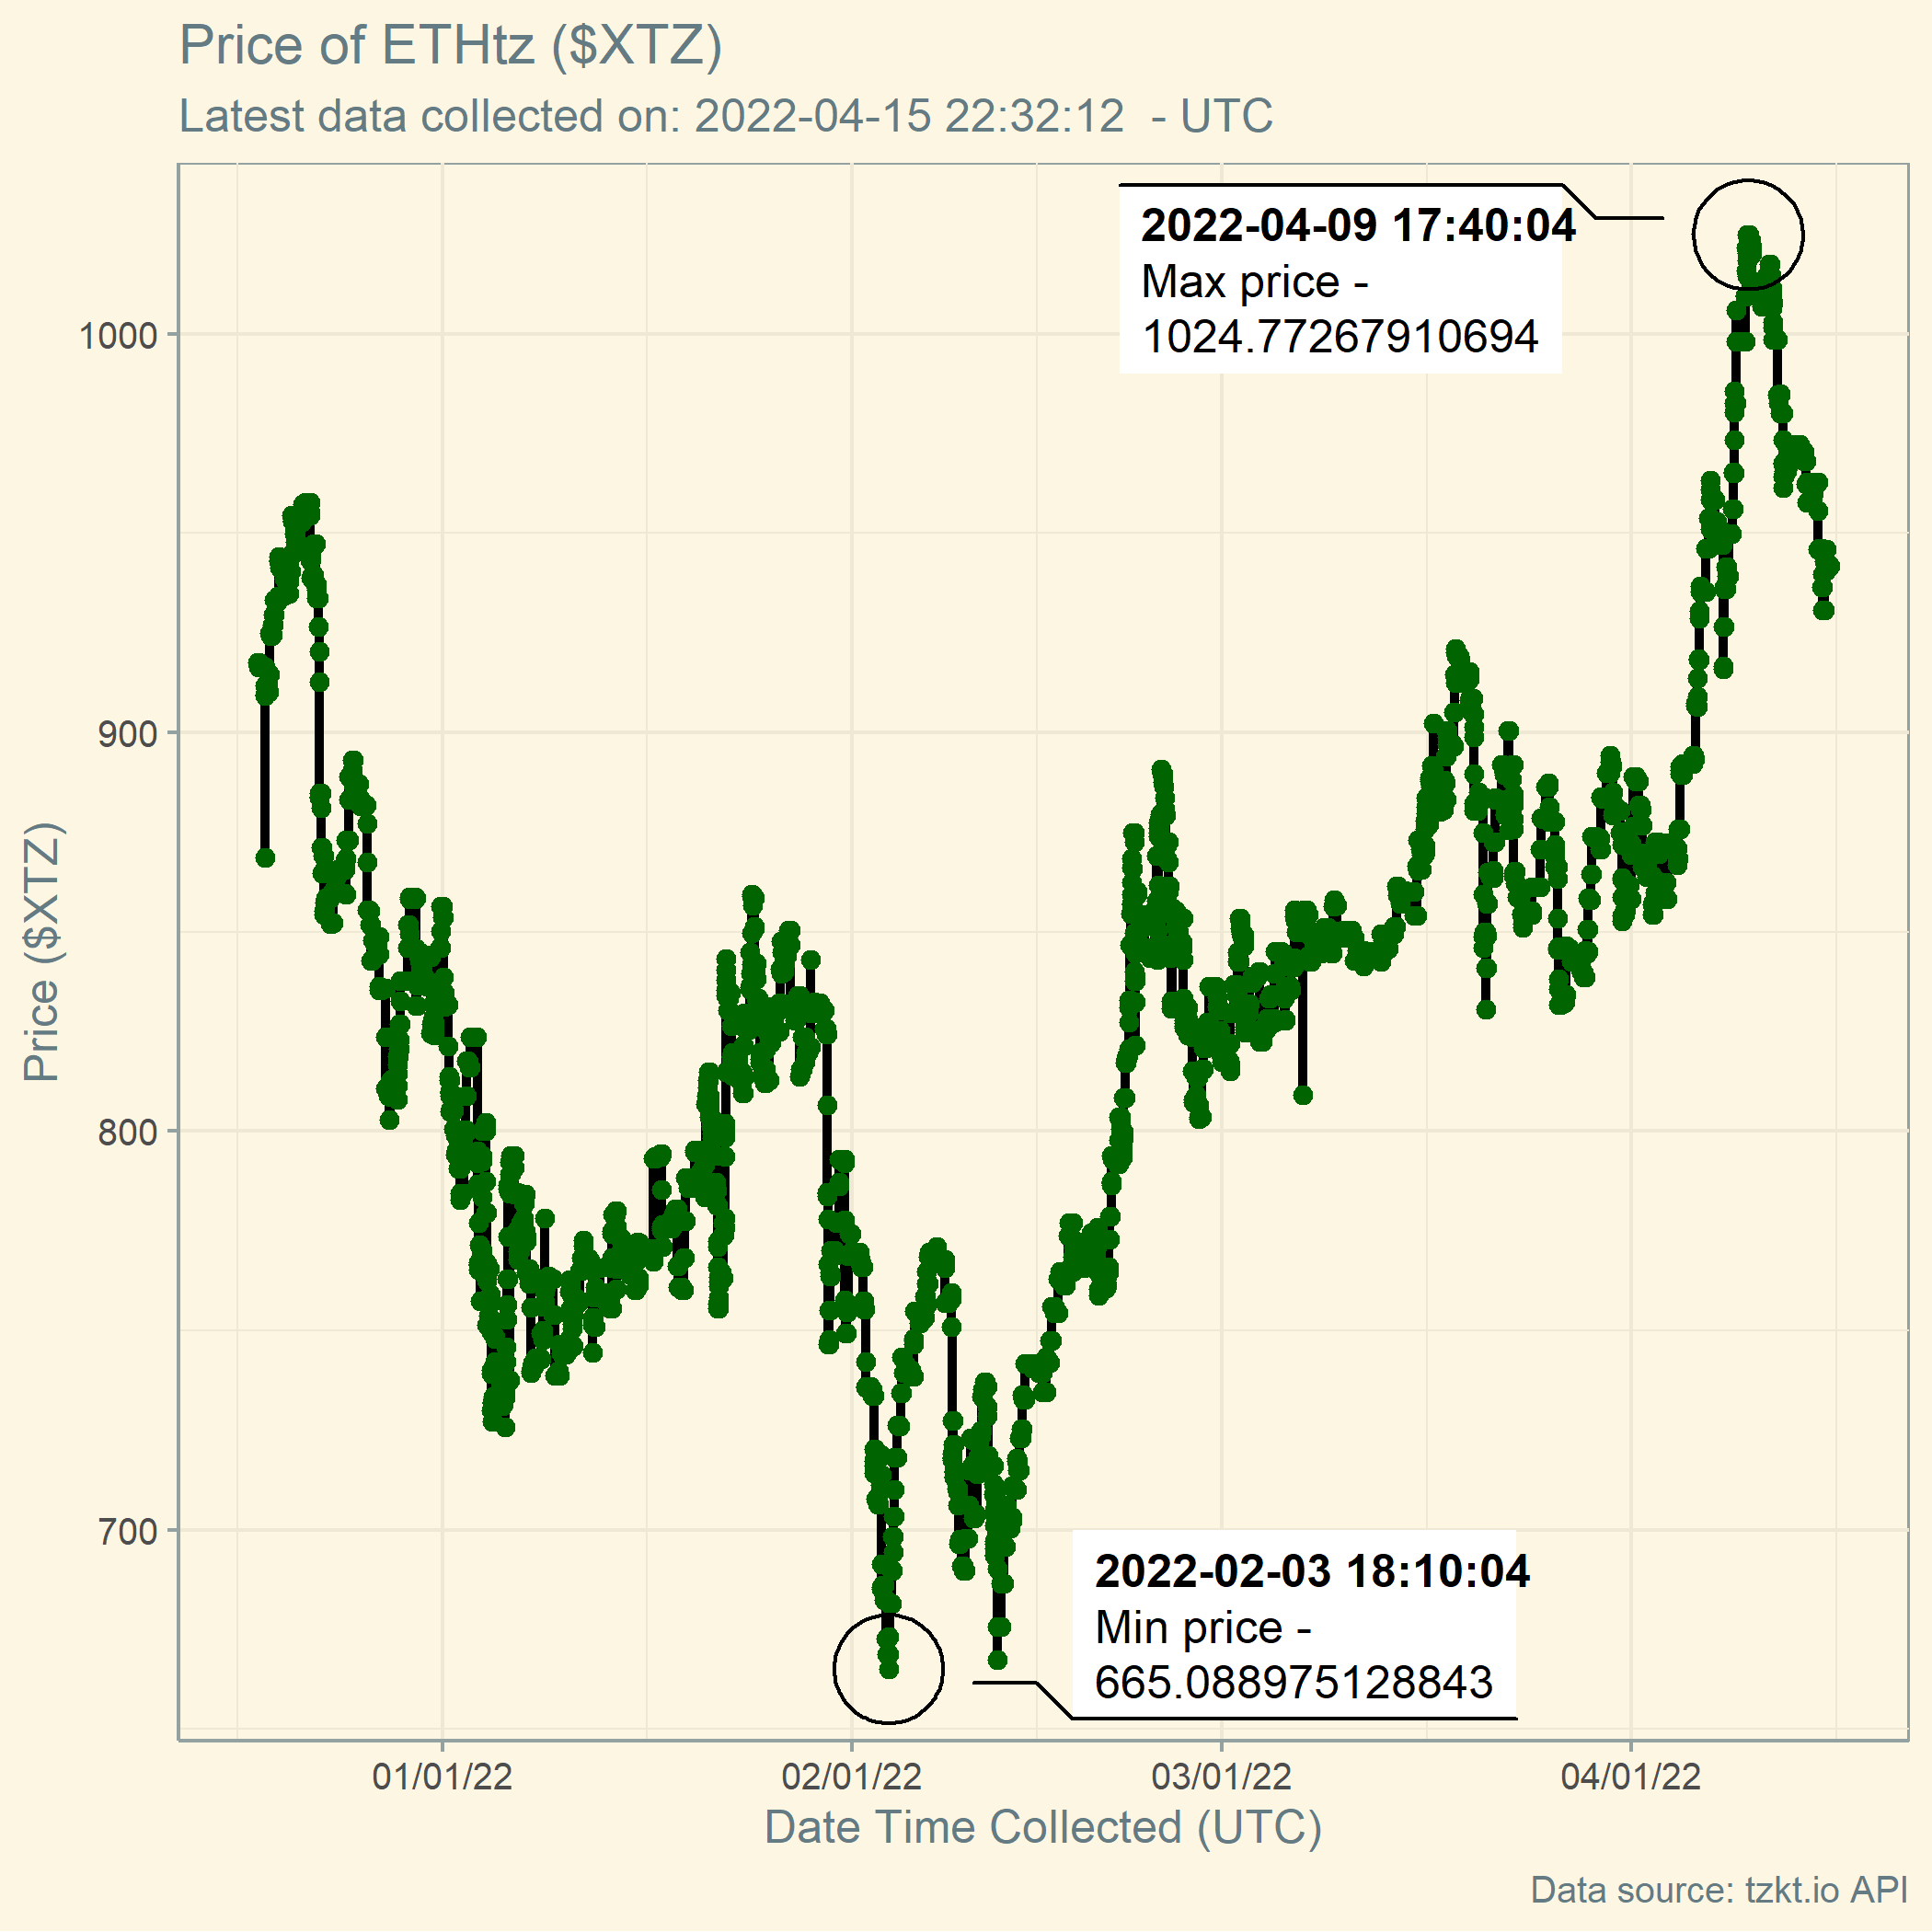 Price of ETHtz ($XTZ)
Latest data collected on: 2022-04-15 22:32:12  - UTC
2022-04-09 17:40:04
Max price -
1024.77267910694
1000
900
800
700
Price ($XTZ)
2022-02-03 18:10:04
Min price -
665.088975128843
01/01/22
02/01/22
03/01/22
04/01/22
Date Time Collected (UTC)
Data source: tzkt.io API